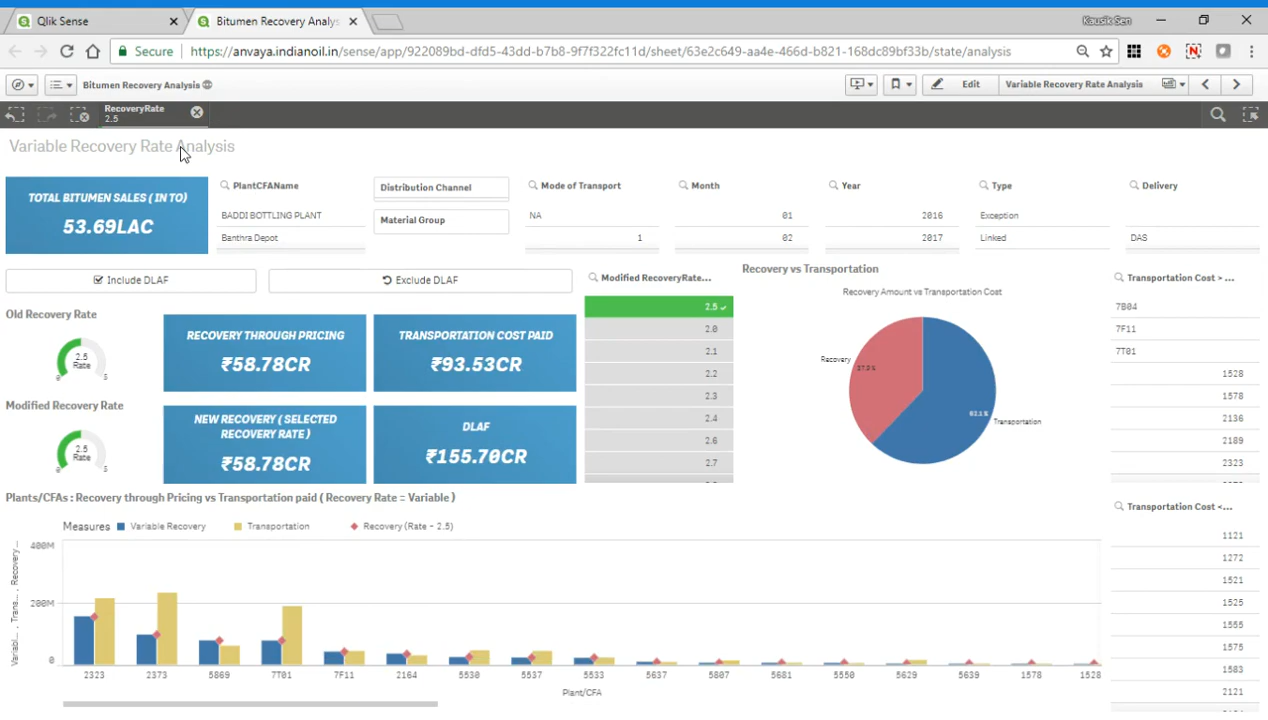 Qlik Sense
Bitumen Recovery Analys
Kausik Sen
Secure
https://anvaya.indianoil.in/sense/app/922089bd-dfd5-43dd-b7b8-9f7f322fc11d/sheet/63e2c649-aa4e-466d-b821-168dc89bf33b/state/analysis
Bitumen Recovery Analysis
Edit
Variable Recovery Rate Analysis
RecoveryRate
2.5
Variable Recovery Rate Analysis
TOTAL BITUMEN SALES ( IN TO)
53.69LAC
PlantCFAName
BADDI BOTTLING PLANT
Banthra Depot
Distribution Channel
Material Group
Mode of Transport
NA
1
Month
01
02
Year
2016
2017
Type
Exception
Linked
Delivery
DAS
Include DLAF
Exclude DLAF
Old Recovery Rate
2.5
Rate
0
5
RECOVERY THROUGH PRICING
₹58.78CR
TRANSPORTATION COST PAID
₹93.53CR
Modified Recovery Rate
2.5
Rate
0
5
NEW RECOVERY ( SELECTED
RECOVERY RATE )
₹58.78CR
DLAF
₹155.70CR
Modified RecoveryRate...
2.5
2.0
2.1
2.2
2.3
2.4
2.6
2.7
Recovery vs Transportation
Recovery Amount vs Transportation Cost
Recovery
Transportation
Transportation Cost > ...
7B04
7F11
7T01
1528
1578
2136
2189
2323
Plants/CFAs : Recovery through Pricing vs Transportation paid ( Recovery Rate = Variable )
Measures
Variable Recovery
Transportation
Recovery (Rate - 2.5)
Variabl... , Trans... , Recovery...
400M
200M
0
2323
2373
5869
7T01
7F11
2164
5530
5537
5533
5637
5807
5681
5550
5629
5639
1578
1528
Plant/CFA
Transportation Cost <...
1121
1272
1521
1525
1555
1575
1583
2121